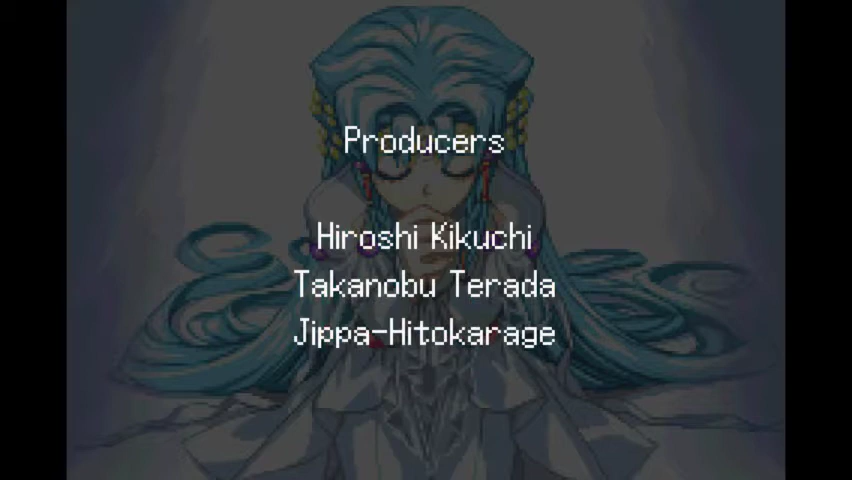 Producers
Hiroshi Kikuchi
Takanobu Terada
Jippa-Hitokarage